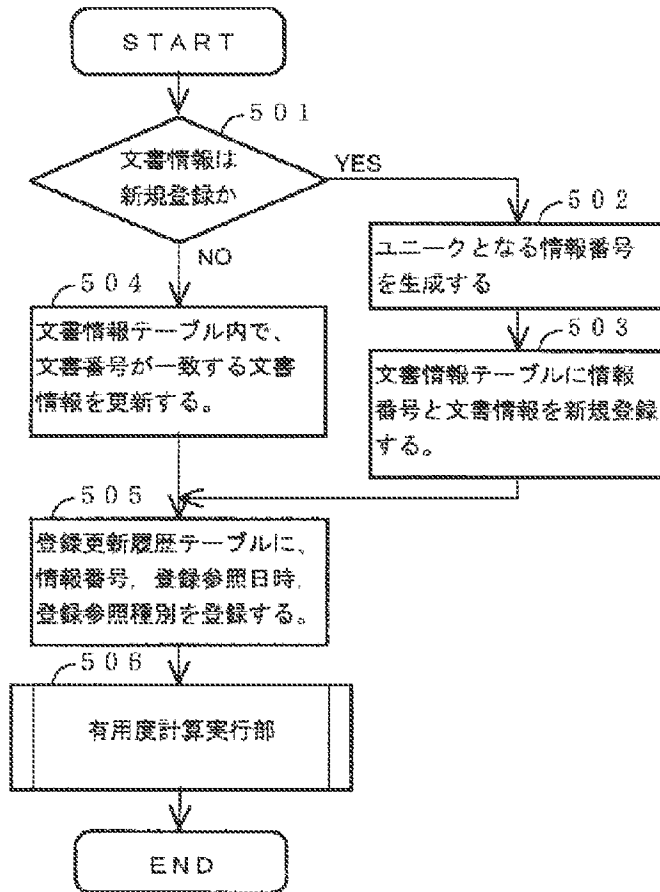 START
501
文書情報は
新規登録か
YES
NO
502
ユニークとなる情報番号
を生成する
503
文書情報テーブルに情報
番号と文書情報を新規登録
する。
504
文書情報テーブル内で、
文書番号が一致する文書
情報を更新する。
505
登録更新履歴テーブルに、
情報番号，登録参照日時，
登録参照種別を登録する。
506
有用度計算実行部
END